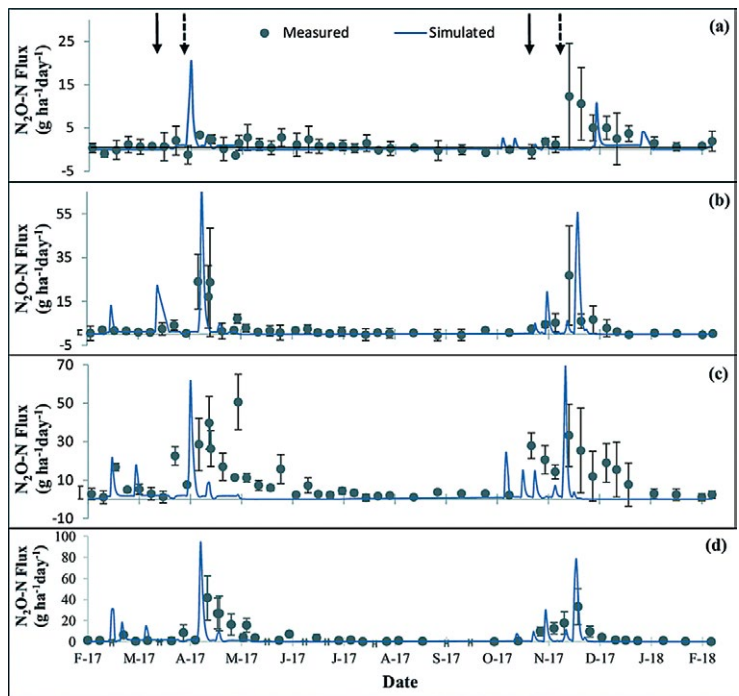 (a)
Measured
Simulated
N₂O-N Flux
(g ha⁻¹day⁻¹)
25
15
5
-5
(b)
N₂O-N Flux
(g ha⁻¹day⁻¹)
55
35
15
-5
(c)
N₂O-N Flux
(g ha⁻¹day⁻¹)
70
50
30
10
-10
(d)
N₂O-N Flux
(g ha⁻¹day⁻¹)
100
80
60
40
20
0
F-17 M-17 A-17 M-17 J-17 J-17 A-17 S-17 O-17 N-17 D-17 J-18 F-18
Date